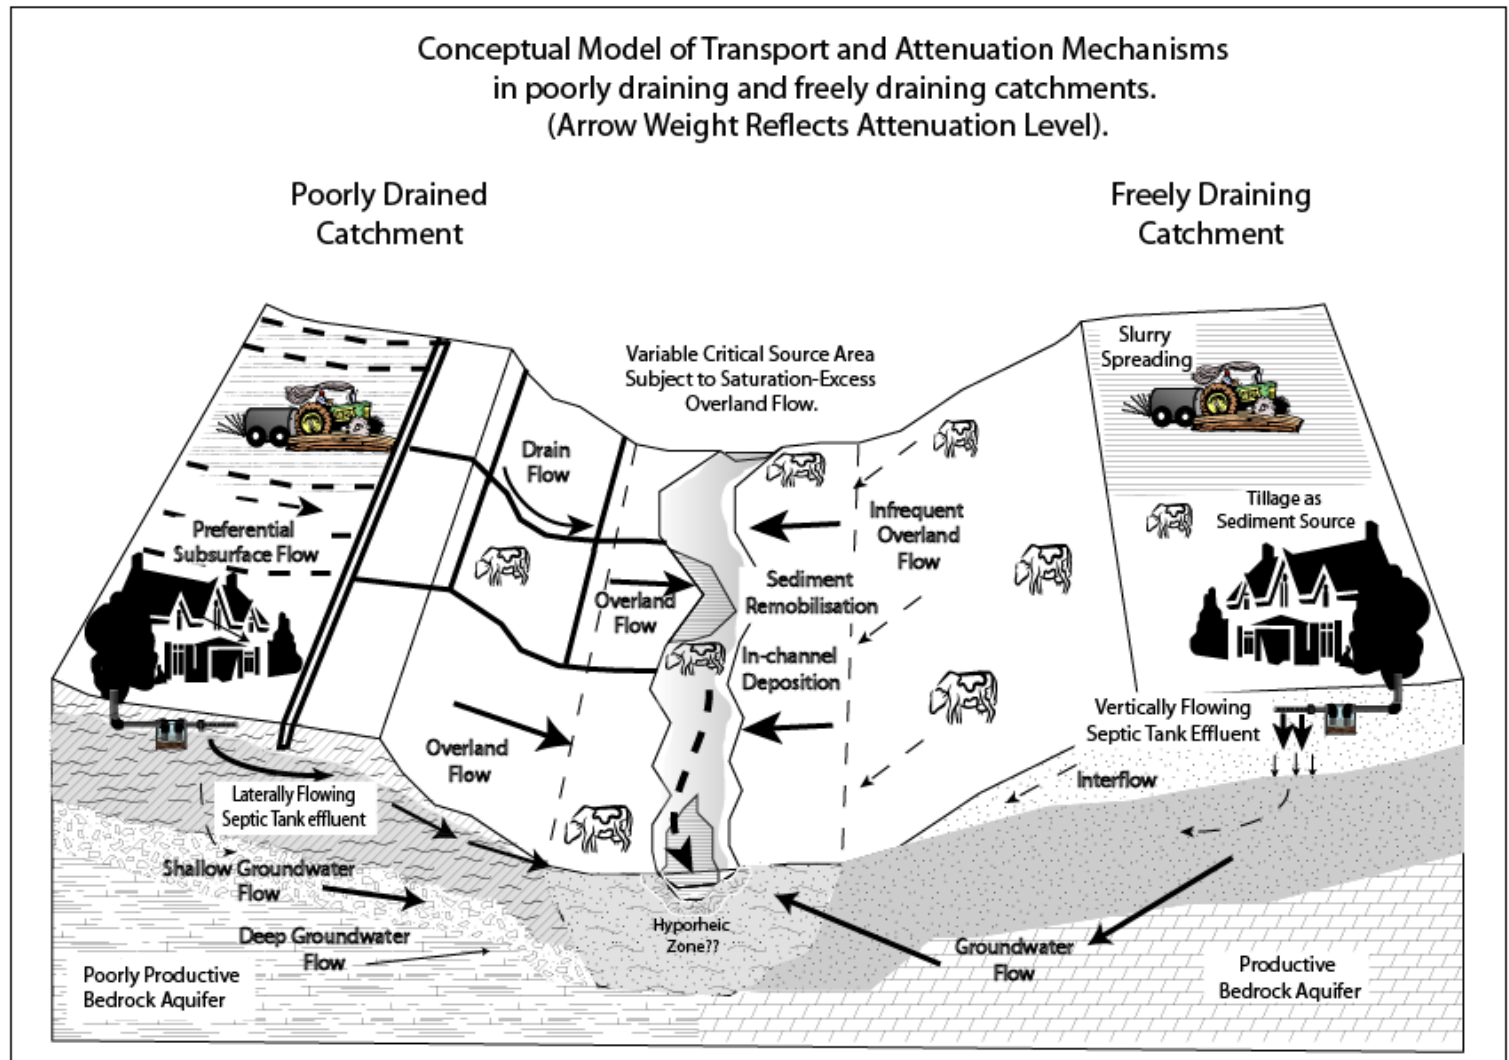 Conceptual Model of Transport and Attenuation Mechanisms
in poorly draining and freely draining catchments.
(Arrow Weight Reflects Attenuation Level).
Poorly Drained
Catchment
Freely Draining
Catchment
Variable Critical Source Area
Subject to Saturation-Excess
Overland Flow.
Slurry
Spreading
Drain
Flow
Tillage as
Sediment Source
Infrequent
Overland
Flow
Preferential
Subsurface Flow
Sediment
Remobilisation
Overland
Flow
In-channel
Deposition
Vertically Flowing
Septic Tank Effluent
Overland
Flow
Interflow
Laterally Flowing
Septic Tank effluent
Shallow Groundwater
Flow
Hyporheic
Zone??
Deep Groundwater
Flow
Groundwater
Flow
Poorly Productive
Bedrock Aquifer
Productive
Bedrock Aquifer